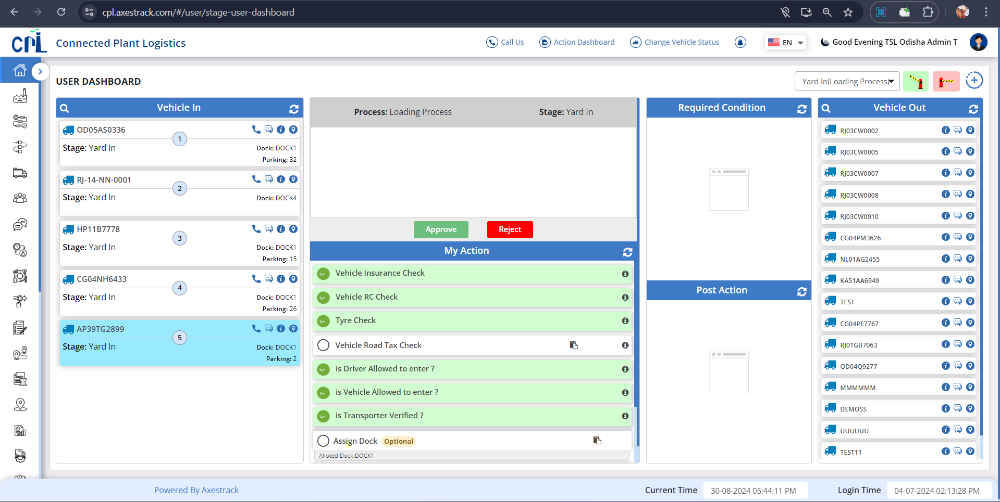 cpl.axestrack.com/#/user/stage-user-dashboard
CPL
Connected Plant Logistics
Call Us
Action Dashboard
Change Vehicle Status
EN
Good Evening TSL Odisha Admin T
USER DASHBOARD
Yard In(Loading Process)
Vehicle In
OD05AS0336
1
Stage: Yard In
Dock: DOCK1
Parking: 32
RJ-14-NN-0001
2
Stage: Yard In
Dock: DOCK4
HP11B7778
3
Stage: Yard In
Dock: DOCK1
Parking: 15
CG04NH6433
4
Stage: Yard In
Dock: DOCK1
Parking: 26
AP39TG2899
5
Stage: Yard In
Dock: DOCK1
Parking: 2
Process: Loading Process
Stage: Yard In
Approve
Reject
My Action
Vehicle Insurance Check
Vehicle RC Check
Tyre Check
Vehicle Road Tax Check
is Driver Allowed to enter ?
is Vehicle Allowed to enter ?
is Transporter Verified ?
Assign Dock Optional
Alloted Dock:DOCK1
Required Condition
Post Action
Vehicle Out
RJ03CW0002
RJ03CW0005
RJ03CW0007
RJ03CW0008
RJ03CW0010
CG04PM3626
NL01AG2455
KA51AA6949
TEST
CG04PE7767
RJ01GB7063
OD04Q9277
MMMMMM
DEMOSS
UUUUUU
TEST11
Powered By Axestrack
Current Time 30-08-2024 05:44:11 PM
Login Time 04-07-2024 02:13:28 PM